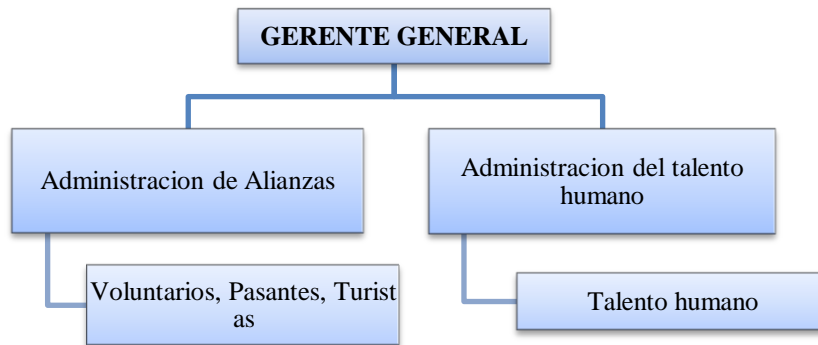 GERENTE GENERAL
Administracion de Alianzas
Administracion del talento
humano
Voluntarios, Pasantes, Turist
as
Talento humano